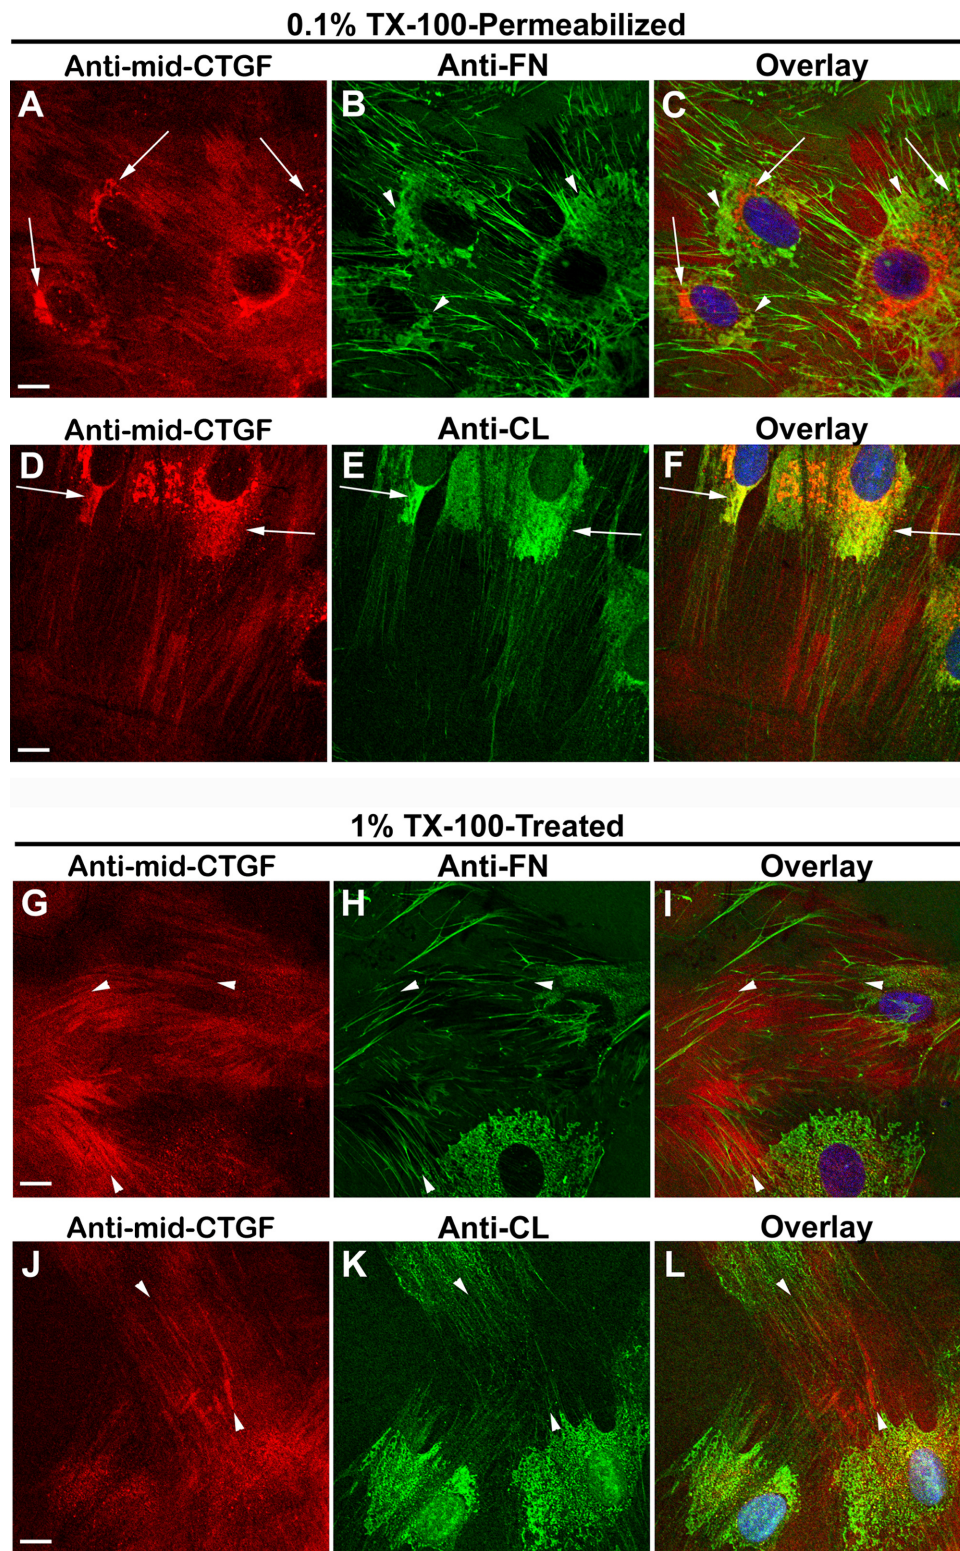 0.1% TX-100-Permeabilized
Anti-mid-CTGF Anti-FN Overlay
A B C
Anti-mid-CTGF Anti-CL Overlay
D E F
1% TX-100-Treated
Anti-mid-CTGF Anti-FN Overlay
G H I
Anti-mid-CTGF Anti-CL Overlay
J K L